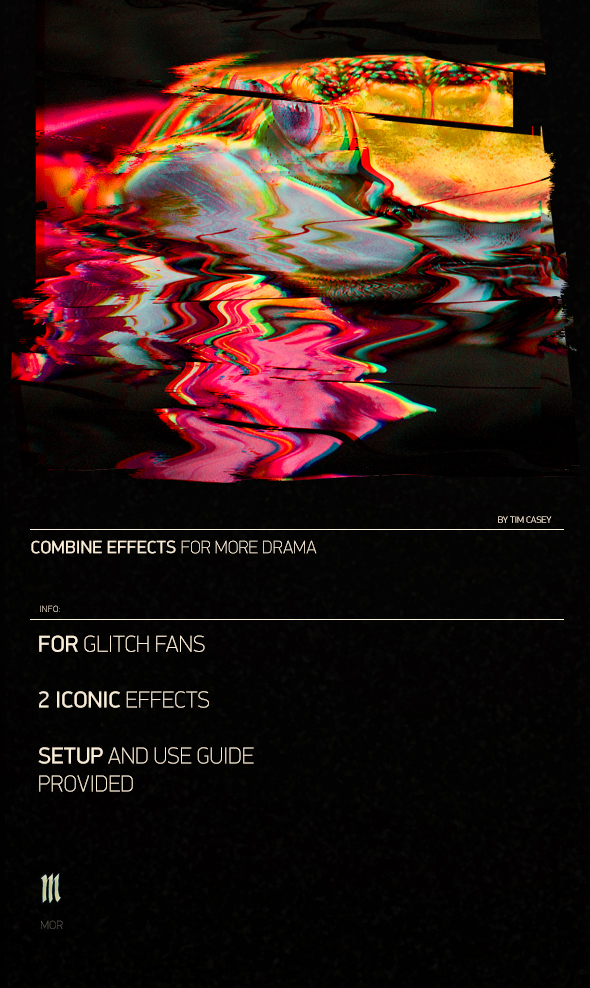 BY TIM CASEY
COMBINE EFFECTS FOR MORE DRAMA
INFO:
FOR GLITCH FANS
2 ICONIC EFFECTS
SETUP AND USE GUIDE
PROVIDED
m
MOR